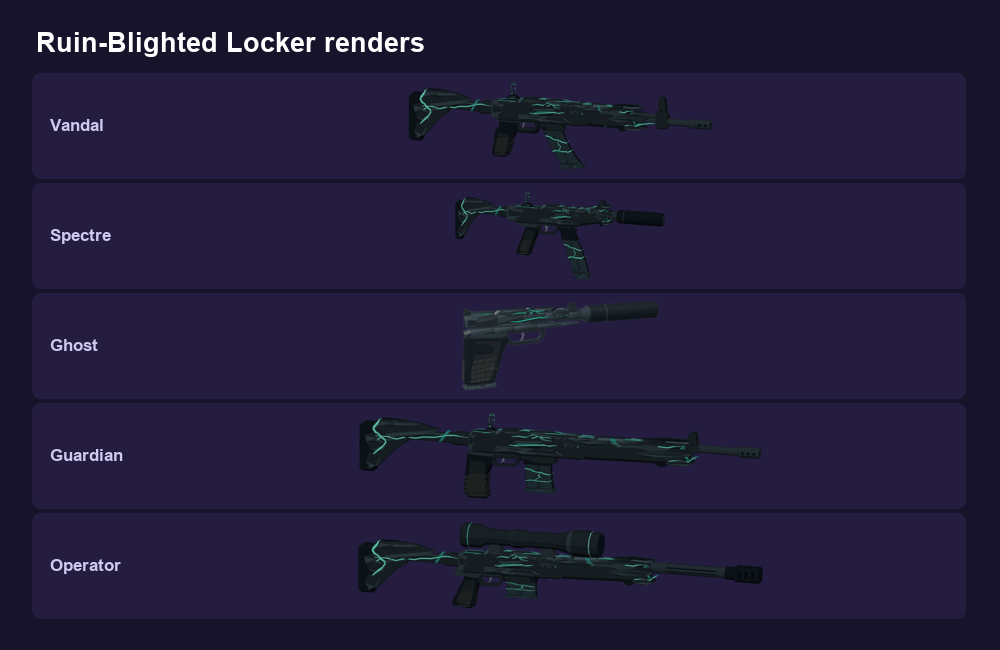 Ruin-Blighted Locker renders
Vandal
Spectre
Ghost
Guardian
Operator